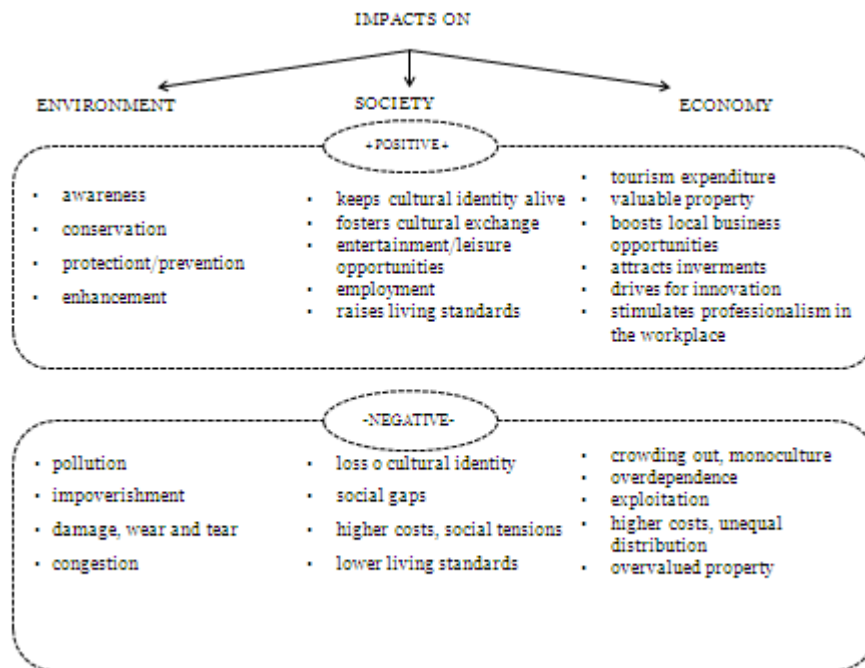 IMPACTS ON
ENVIRONMENT
SOCIETY
ECONOMY
+POSITIVE+
• awareness
• conservation
• protectiont/prevention
• enhancement
• keeps cultural identity alive
• fosters cultural exchange
• entertainment/leisure
opportunities
• employment
• raises living standards
• tourism expenditure
• valuable property
• boosts local business
opportunities
• attracts inverments
• drives for innovation
• stimulates professionalism in
the workplace
-NEGATIVE-
• pollution
• impoverishment
• damage, wear and tear
• congestion
• loss o cultural identity
• social gaps
• higher costs, social tensions
• lower living standards
• crowding out, monoculture
• overdependence
• exploitation
• higher costs, unequal
distribution
• overvalued property